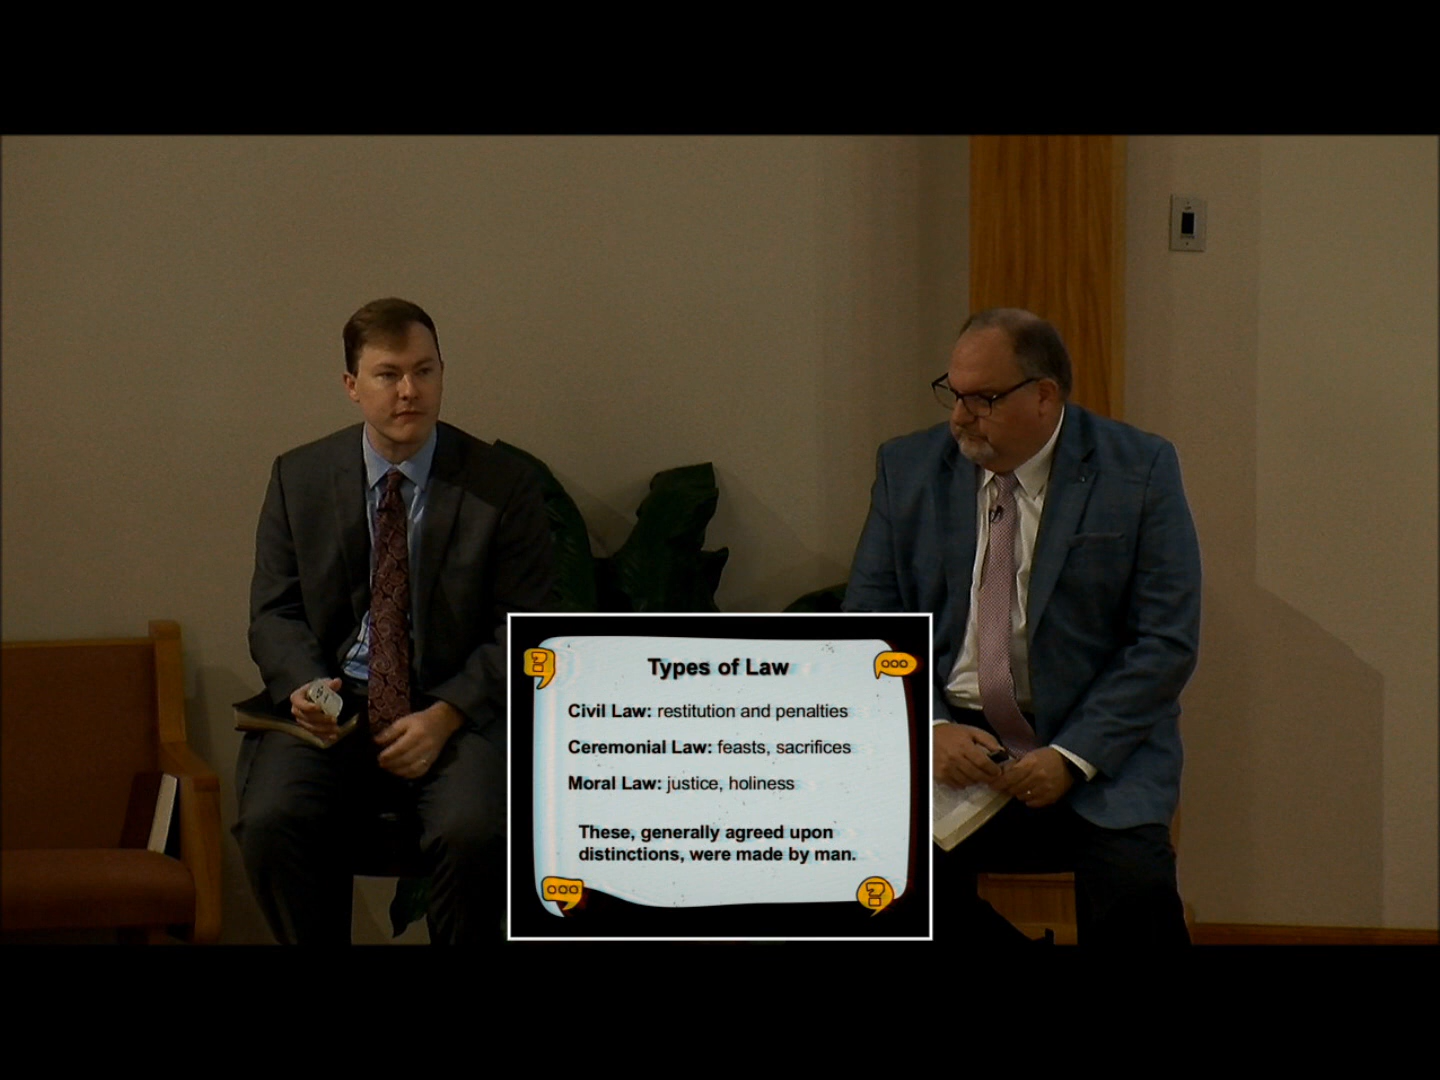 Types of Law
Civil Law: restitution and penalties
Ceremonial Law: feasts, sacrifices
Moral Law: justice, holiness
These, generally agreed upon
distinctions, were made by man.